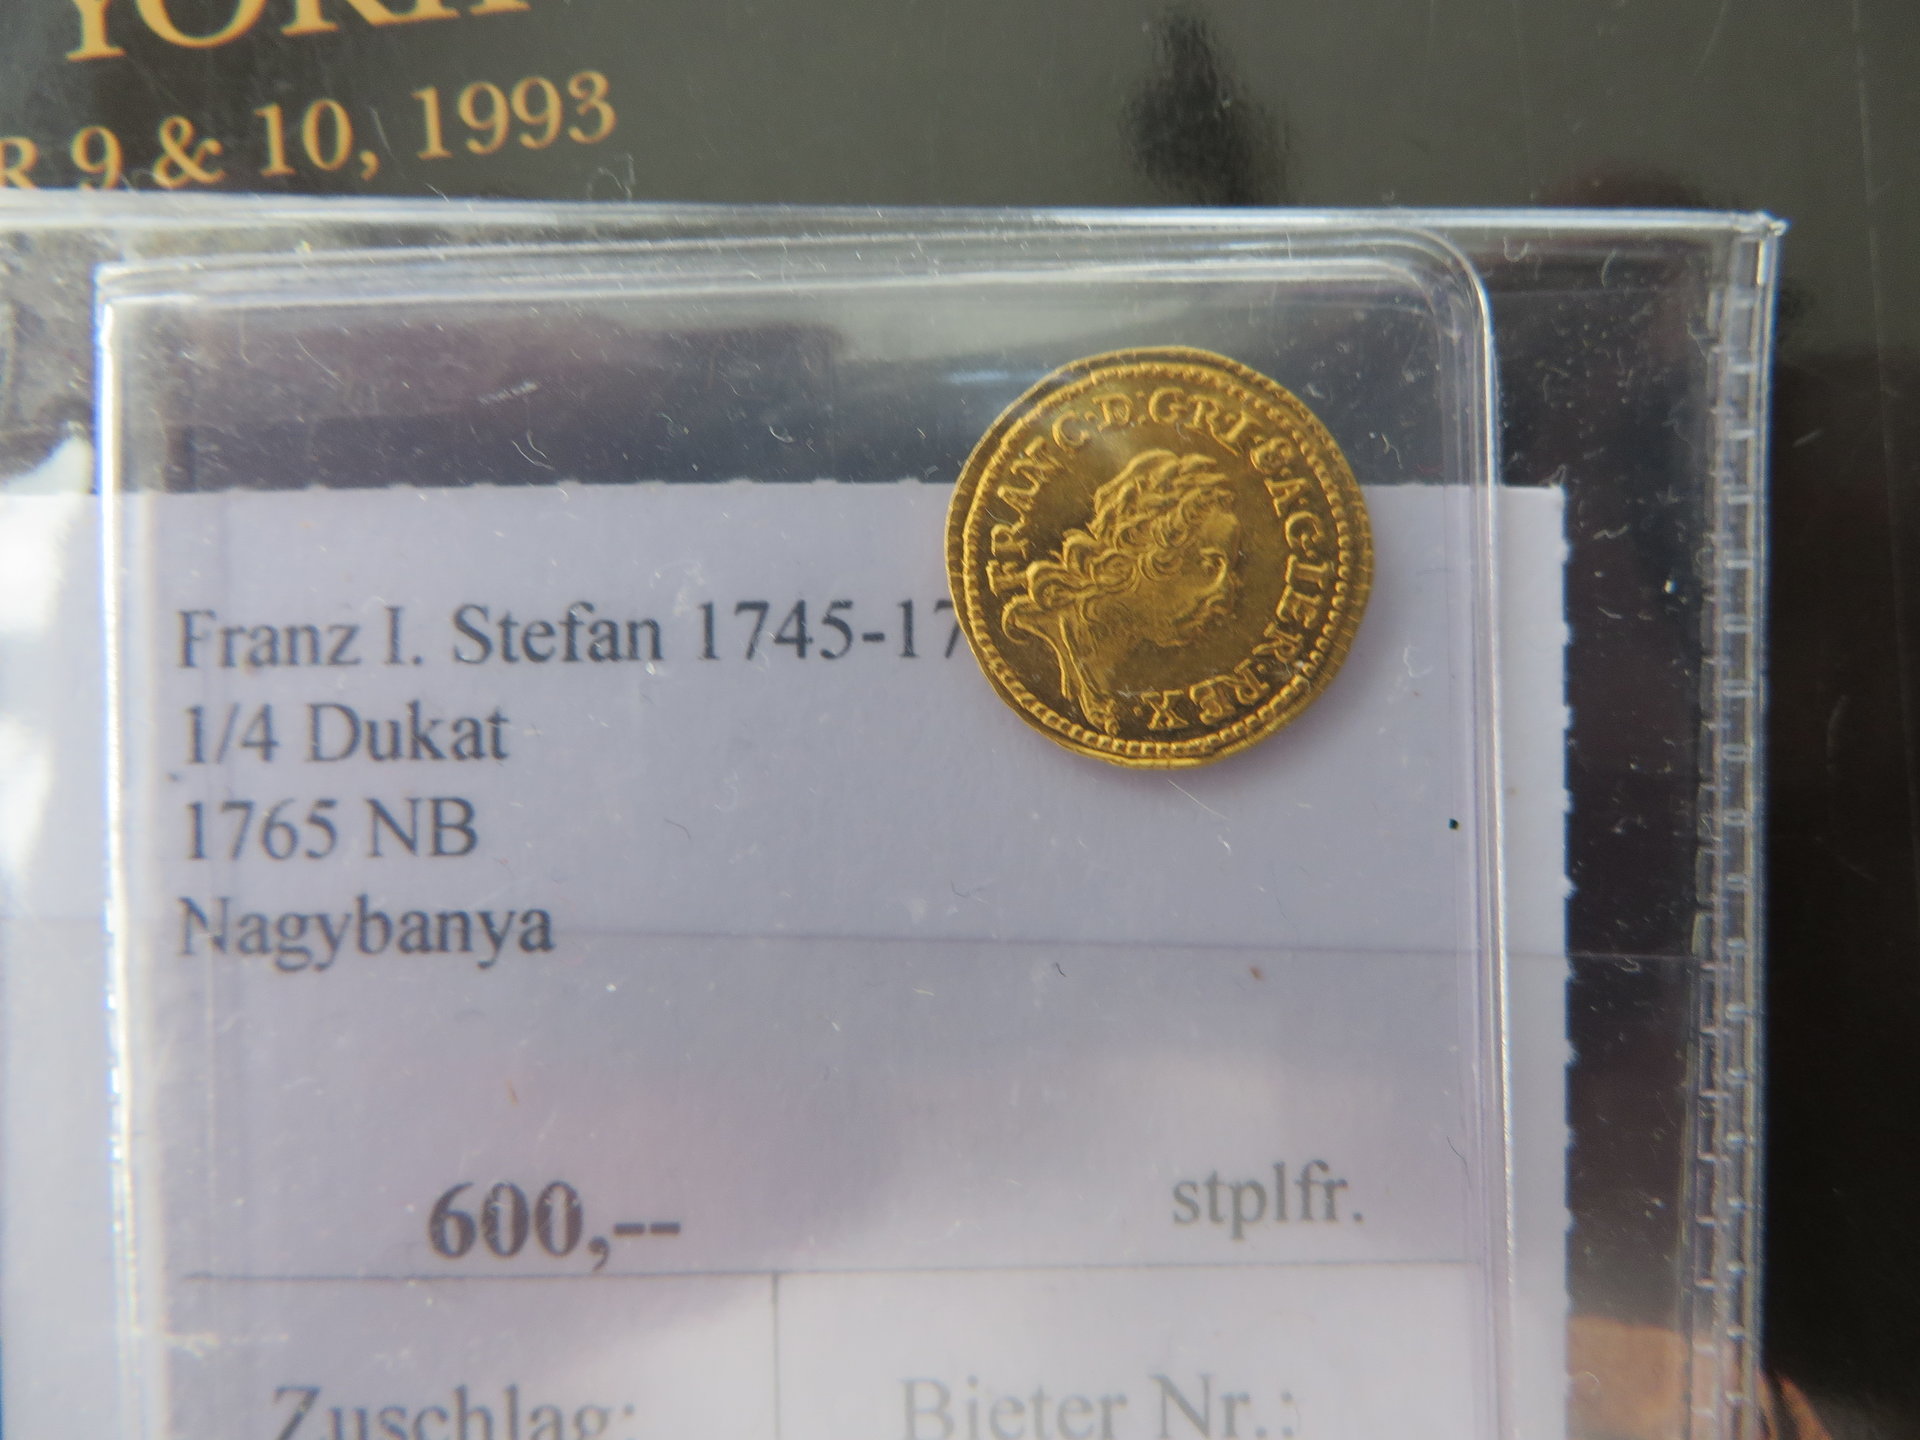 R 9 & 10, 1993
FRANC·D·GR·I·&·A·G·IER·REX·
Franz I. Stefan 1745-17
1/4 Dukat
1765 NB
Nagybanya
600,--
stplfr.
Zuschlag:
Bieter Nr.: